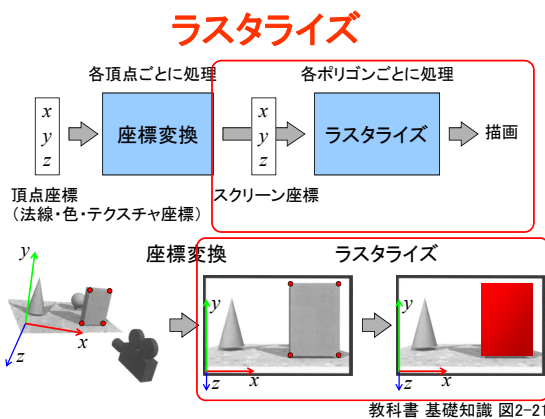 ラスタライズ
各頂点ごとに処理
各ポリゴンごとに処理
x
y
z
座標変換
x
y
z
ラスタライズ
描画
頂点座標
(法線・色・テクスチャ座標)
スクリーン座標
座標変換
ラスタライズ
y
x
z
y
x
z
y
x
z
教科書 基礎知識 図2-21